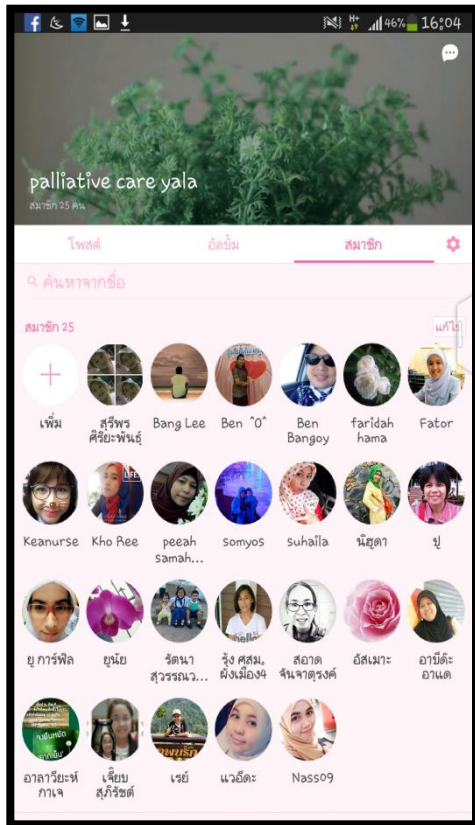 46% 16:04
palliative care yala
สมาชิก 25 คน
โพสต์ อัลบั้ม สมาชิก
ค้นหาจากชื่อ
สมาชิก 25 แก้ไข
เพิ่ม
สุรีพร
ศิริยะพันธุ์
Bang Lee
Ben ^0^
Ben
Bangoy
faridah
hama
Fator
Keanurse
Kho Ree
peeah
samah...
somyos
suhaila
นิฮูดา
ปู
ยู การ์ฟิล
ยูนัย
รัตนา
สุวรรณว...
รุ้ง ศสม.
ผังเมือง4
สอาด
จันจาตุรงค์
อัสเมาะ
อาบีด๊ะ
อาแด
อาลาวียะห์
กาเจ
เจี๊ยบ
สุภิรัชต์
เรย์
แวอีดะ
Nass09